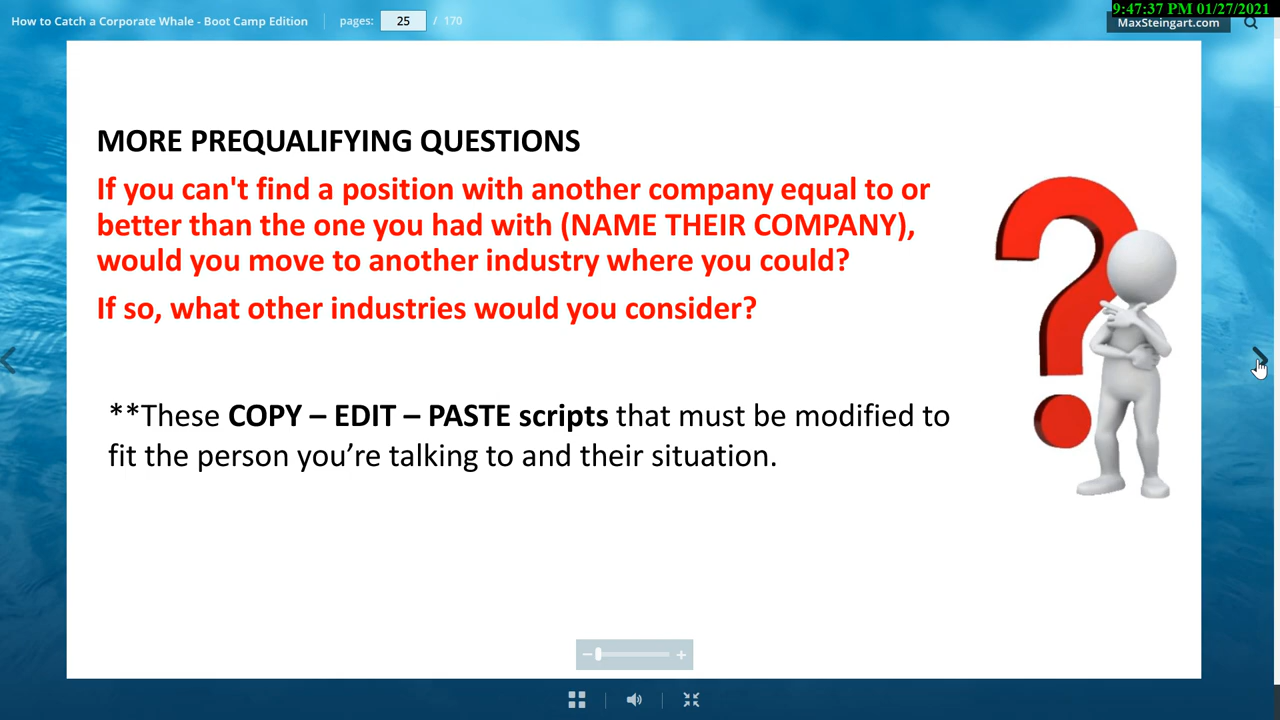 9:47:37 PM 01/27/2021
How to Catch a Corporate Whale - Boot Camp Edition pages: 25 / 170 MaxSteingart.com
MORE PREQUALIFYING QUESTIONS
If you can't find a position with another company equal to or
better than the one you had with (NAME THEIR COMPANY),
would you move to another industry where you could?
If so, what other industries would you consider?
**These COPY – EDIT – PASTE scripts that must be modified to
fit the person you’re talking to and their situation.